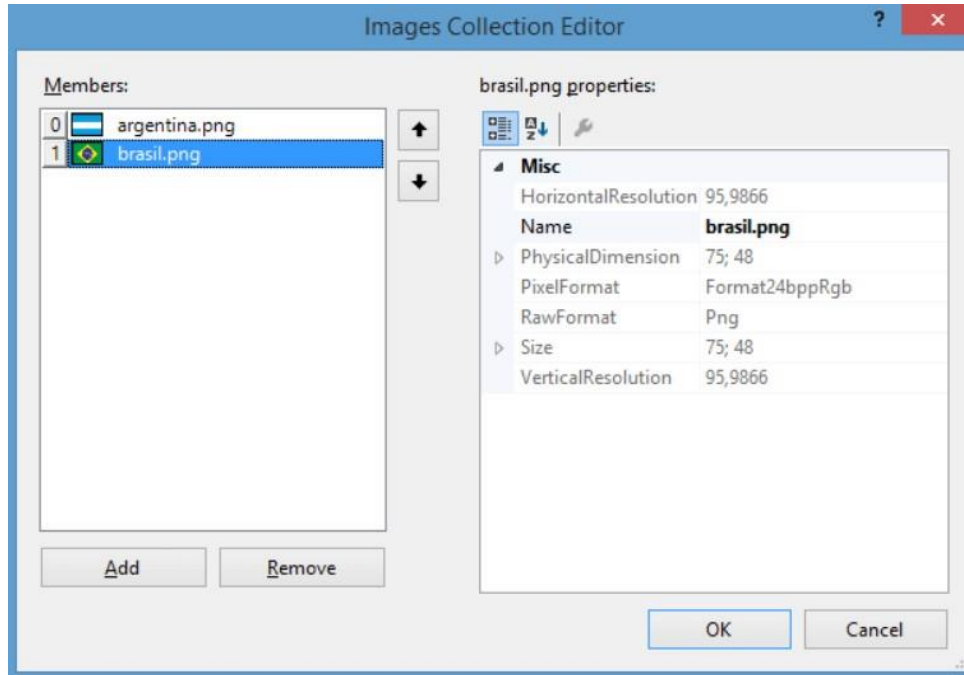 Images Collection Editor
?
Members:
0 argentina.png
1 brasil.png
brasil.png properties:
Misc
HorizontalResolution 95,9866
Name brasil.png
PhysicalDimension 75; 48
PixelFormat Format24bppRgb
RawFormat Png
Size 75; 48
VerticalResolution 95,9866
Add
Remove
OK
Cancel